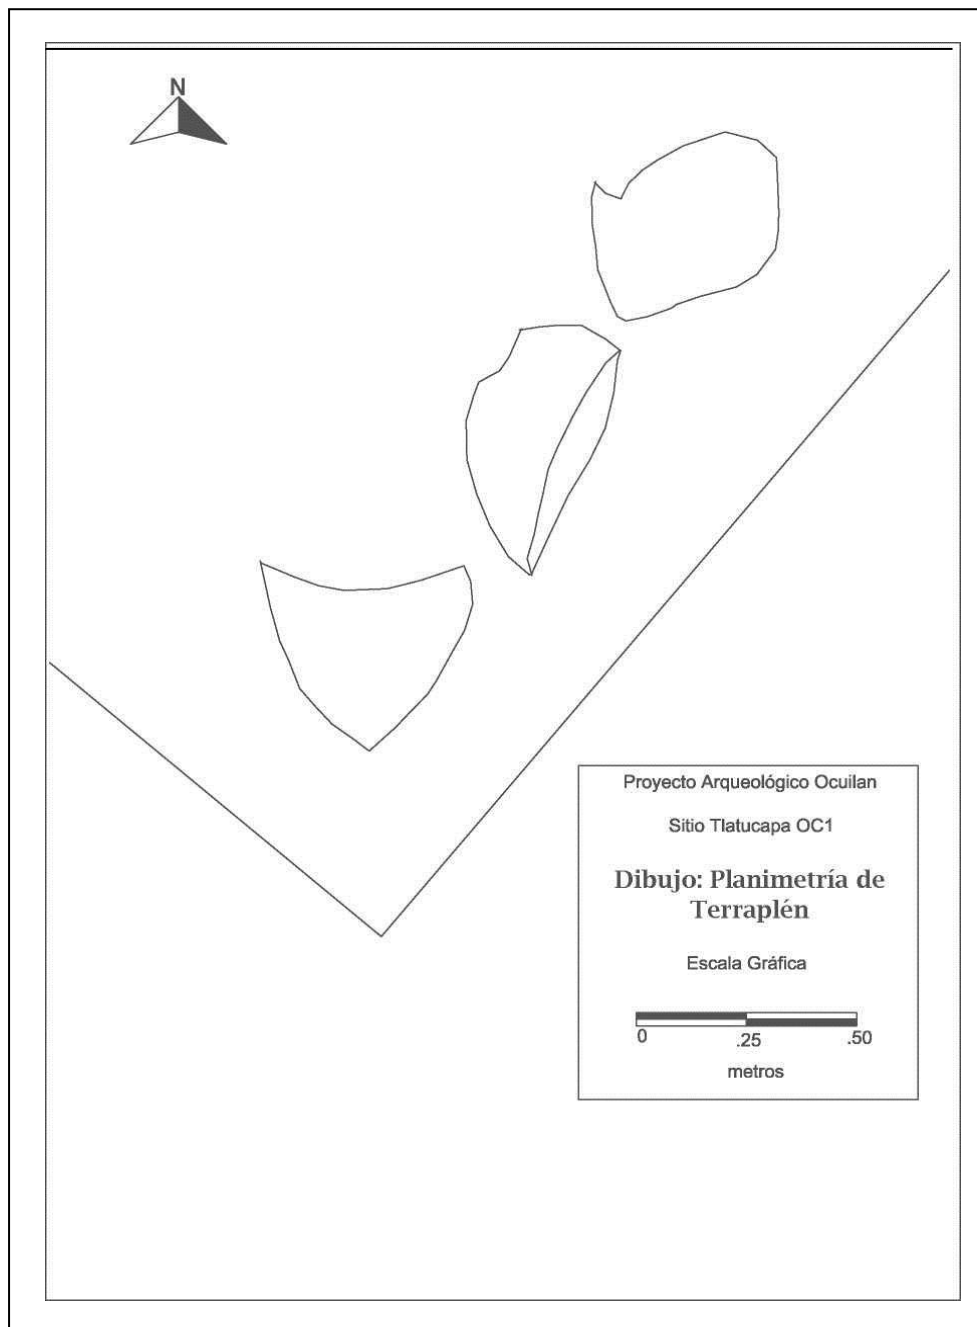 N
Proyecto Arqueológico Ocuilan
Sitio Tlatucapa OC1
Dibujo: Planimetría de
Terraplén
Escala Gráfica
0 .25 .50
metros